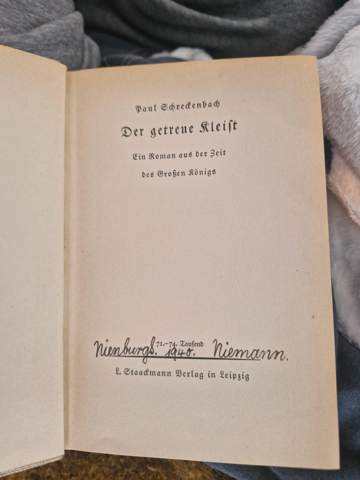 Paul Schreckenbach
Der getreue Kleist
Ein Roman aus der Zeit
des Großen Königs
71.–74. Tausend
Nienburg. 1940. Niemann.
L. Staackmann Verlag in Leipzig